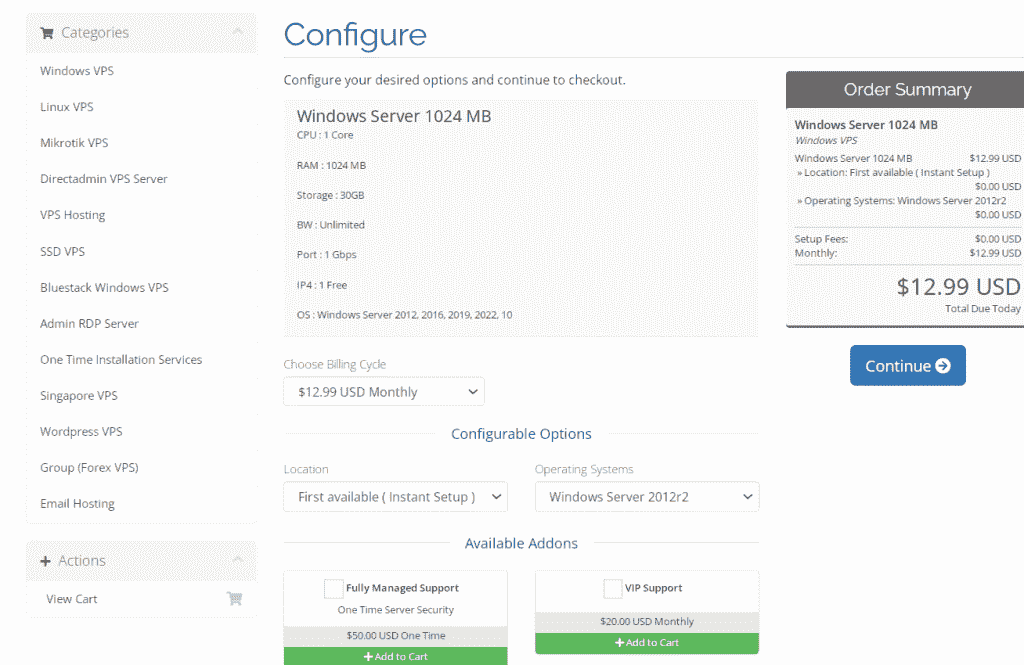 Categories
Windows VPS
Linux VPS
Mikrotik VPS
Directadmin VPS Server
VPS Hosting
SSD VPS
Bluestack Windows VPS
Admin RDP Server
One Time Installation Services
Singapore VPS
Wordpress VPS
Group (Forex VPS)
Email Hosting
Actions
View Cart
Configure
Configure your desired options and continue to checkout.
Windows Server 1024 MB
CPU : 1 Core
RAM : 1024 MB
Storage : 30GB
BW : Unlimited
Port : 1 Gbps
IP4 : 1 Free
OS : Windows Server 2012, 2016, 2019, 2022, 10
Choose Billing Cycle
$12.99 USD Monthly
Configurable Options
Location
First available ( Instant Setup )
Operating Systems
Windows Server 2012r2
Available Addons
Fully Managed Support
One Time Server Security
$50.00 USD One Time
Add to Cart
VIP Support
$20.00 USD Monthly
Add to Cart
Order Summary
Windows Server 1024 MB
Windows VPS
Windows Server 1024 MB $12.99 USD
» Location: First available ( Instant Setup )
$0.00 USD
» Operating Systems: Windows Server 2012r2
$0.00 USD
Setup Fees: $0.00 USD
Monthly: $12.99 USD
$12.99 USD
Total Due Today
Continue